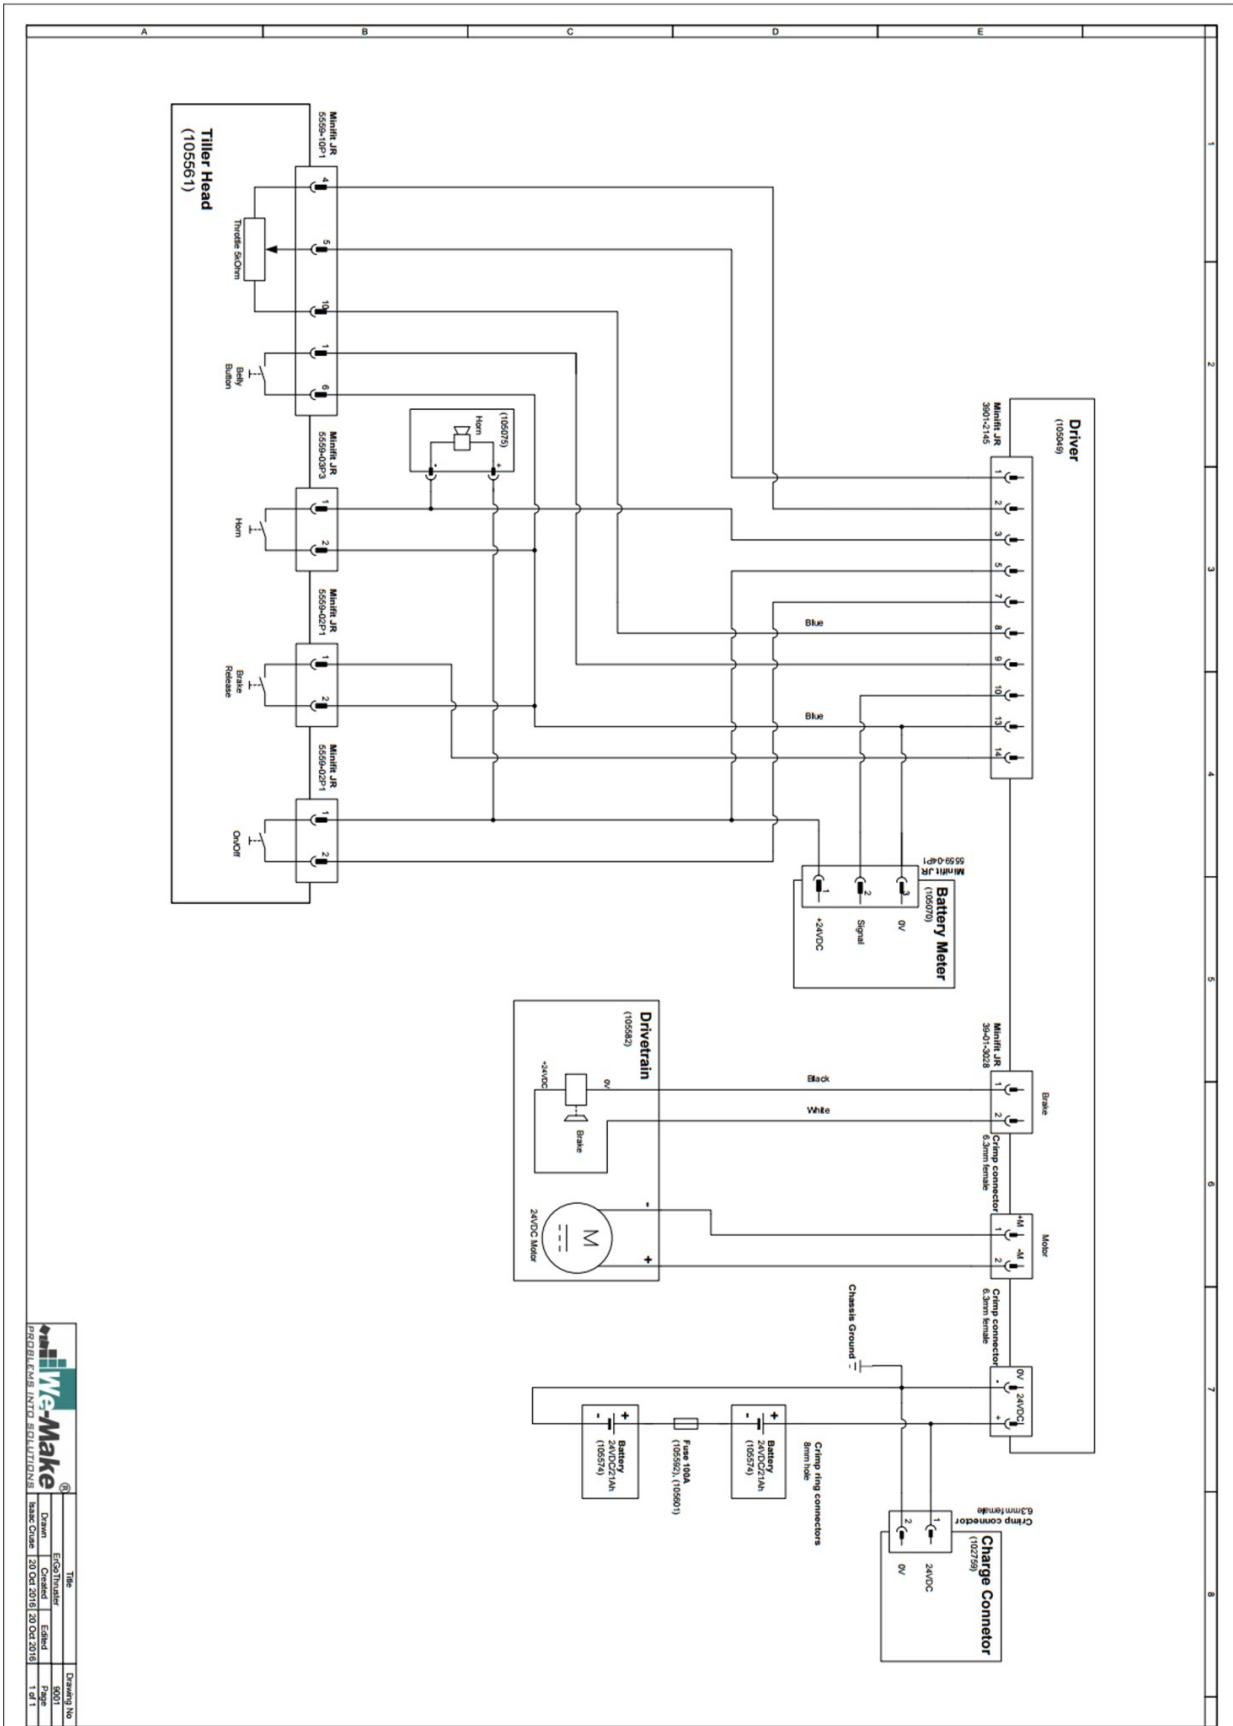 A
B
C
D
E
1
2
3
4
5
6
7
8
Driver
(105049)
Minifit JR
3901-2145
1
2
3
5
7
8
9
10
13
14
Blue
Blue
Minifit JR
39-01-3028
Brake
1
2
Black
White
Crimp connector
6.3mm female
Motor
+M
-M
1
2
Crimp connector
6.3mm female
0V
24VDC
-
+
Tiller Head
(105561)
Minifit JR
5559-10P1
4
5
10
1
6
Throttle 5kOhm
Belly
Button
Minifit JR
5559-03P3
1
2
Horn
Minifit JR
5559-02P1
1
2
Brake
Release
Minifit JR
5559-02P1
1
2
On/Off
(105075)
Horn
-
+
Battery Meter
(105070)
Minifit JR
5559-04P1
3
2
1
0V
Signal
+24VDC
Drivetrain
(105582)
0V
+24VDC
Brake
M
24VDC Motor
-
+
Chassis Ground
Crimp ring connectors
8mm hole
+
-
Battery
24VDC/21Ah
(105574)
Fuse 100A
(105592), (105601)
+
-
Battery
24VDC/21Ah
(105574)
Charge Connetor
(102759)
Crimp connector
6.3mm female
1
2
24VDC
0V
We-Make ®
PROBLEMS INTO SOLUTIONS
Title
Drawing No
ErGoThruster
9001
Drawn
Created
Edited
Page
Isaac Cruse
20 Oct 2016
20 Oct 2016
1 of 1